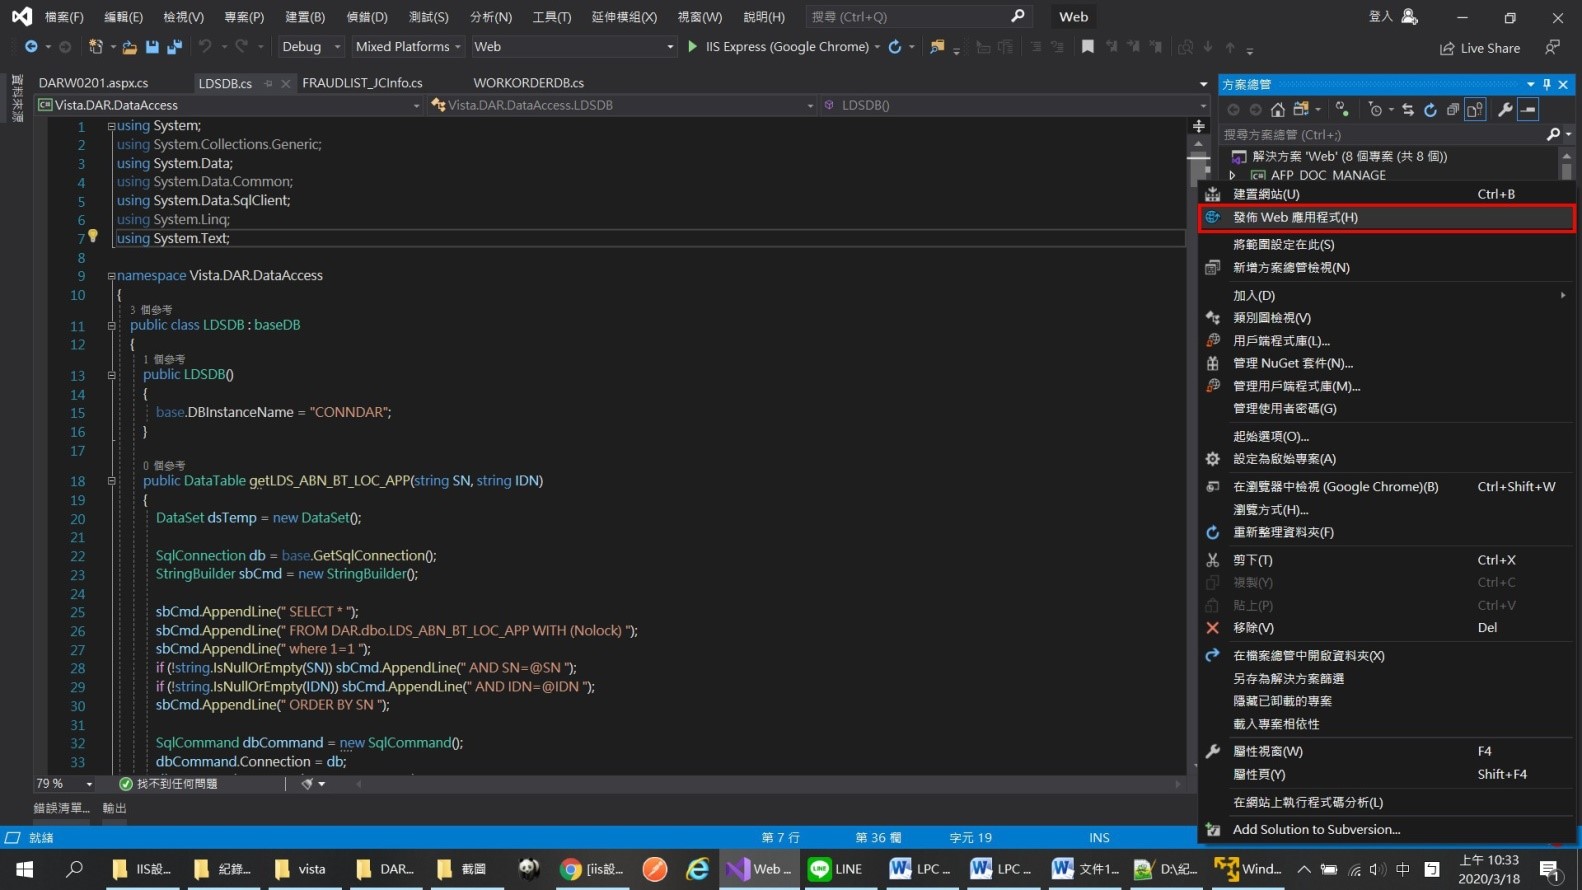 檔案(F) 編輯(E) 檢視(V) 專案(P) 建置(B) 偵錯(D) 測試(S) 分析(N) 工具(T) 延伸模組(X) 視窗(W) 說明(H) 搜尋 (Ctrl+Q) Web 登入
Debug Mixed Platforms Web IIS Express (Google Chrome) Live Share
DARW0201.aspx.cs LDSDB.cs FRAUDLIST_JCInfo.cs WORKORDERDB.cs
Vista.DAR.DataAccess Vista.DAR.DataAccess.LDSDB LDSDB()
1 using System;
2 using System.Collections.Generic;
3 using System.Data;
4 using System.Data.Common;
5 using System.Data.SqlClient;
6 using System.Linq;
7 using System.Text;
8
9 namespace Vista.DAR.DataAccess
10 {
3 個參考
11 public class LDSDB : baseDB
12 {
1 個參考
13 public LDSDB()
14 {
15 base.DBInstanceName = "CONNDAR";
16 }
17
0 個參考
18 public DataTable getLDS_ABN_BT_LOC_APP(string SN, string IDN)
19 {
20 DataSet dsTemp = new DataSet();
21
22 SqlConnection db = base.GetSqlConnection();
23 StringBuilder sbCmd = new StringBuilder();
24
25 sbCmd.AppendLine(" SELECT * ");
26 sbCmd.AppendLine(" FROM DAR.dbo.LDS_ABN_BT_LOC_APP WITH (Nolock) ");
27 sbCmd.AppendLine(" where 1=1 ");
28 if (!string.IsNullOrEmpty(SN)) sbCmd.AppendLine(" AND SN=@SN ");
29 if (!string.IsNullOrEmpty(IDN)) sbCmd.AppendLine(" AND IDN=@IDN ");
30 sbCmd.AppendLine(" ORDER BY SN ");
31
32 SqlCommand dbCommand = new SqlCommand();
33 dbCommand.Connection = db;
79 % 找不到任何問題
錯誤清單... 輸出
就緒 第 7 行 第 36 欄 字元 19 INS
方案總管
搜尋方案總管 (Ctrl+;)
解決方案 'Web' (8 個專案 (共 8 個))
AFP_DOC_MANAGE
建置網站(U) Ctrl+B
發佈 Web 應用程式(H)
將範圍設定在此(S)
新增方案總管檢視(N)
加入(D)
類別圖檢視(V)
用戶端程式庫(L)...
管理 NuGet 套件(N)...
管理用戶端程式庫(M)...
管理使用者密碼(G)
起始選項(O)...
設定為啟始專案(A)
在瀏覽器中檢視 (Google Chrome)(B) Ctrl+Shift+W
瀏覽方式(H)...
重新整理資料夾(F)
剪下(T) Ctrl+X
複製(Y) Ctrl+C
貼上(P) Ctrl+V
移除(V) Del
在檔案總管中開啟資料夾(X)
另存為解決方案篩選
隱藏已卸載的專案
載入專案相依性
屬性視窗(W) F4
屬性頁(Y) Shift+F4
在網站上執行程式碼分析(L)
Add Solution to Subversion...
IIS設... 紀錄... vista DAR... 截圖 [iis設... Web ... LINE LPC ... LPC ... 文件1... D:\紀... Wind... 中 ㄅ 上午 10:33
2020/3/18 1